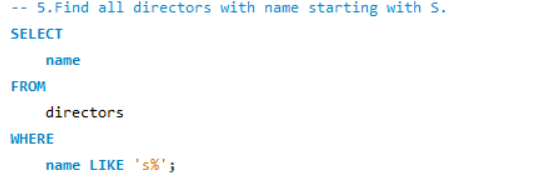 -- 5.Find all directors with name starting with S.
SELECT
name
FROM
directors
WHERE
name LIKE 's%';